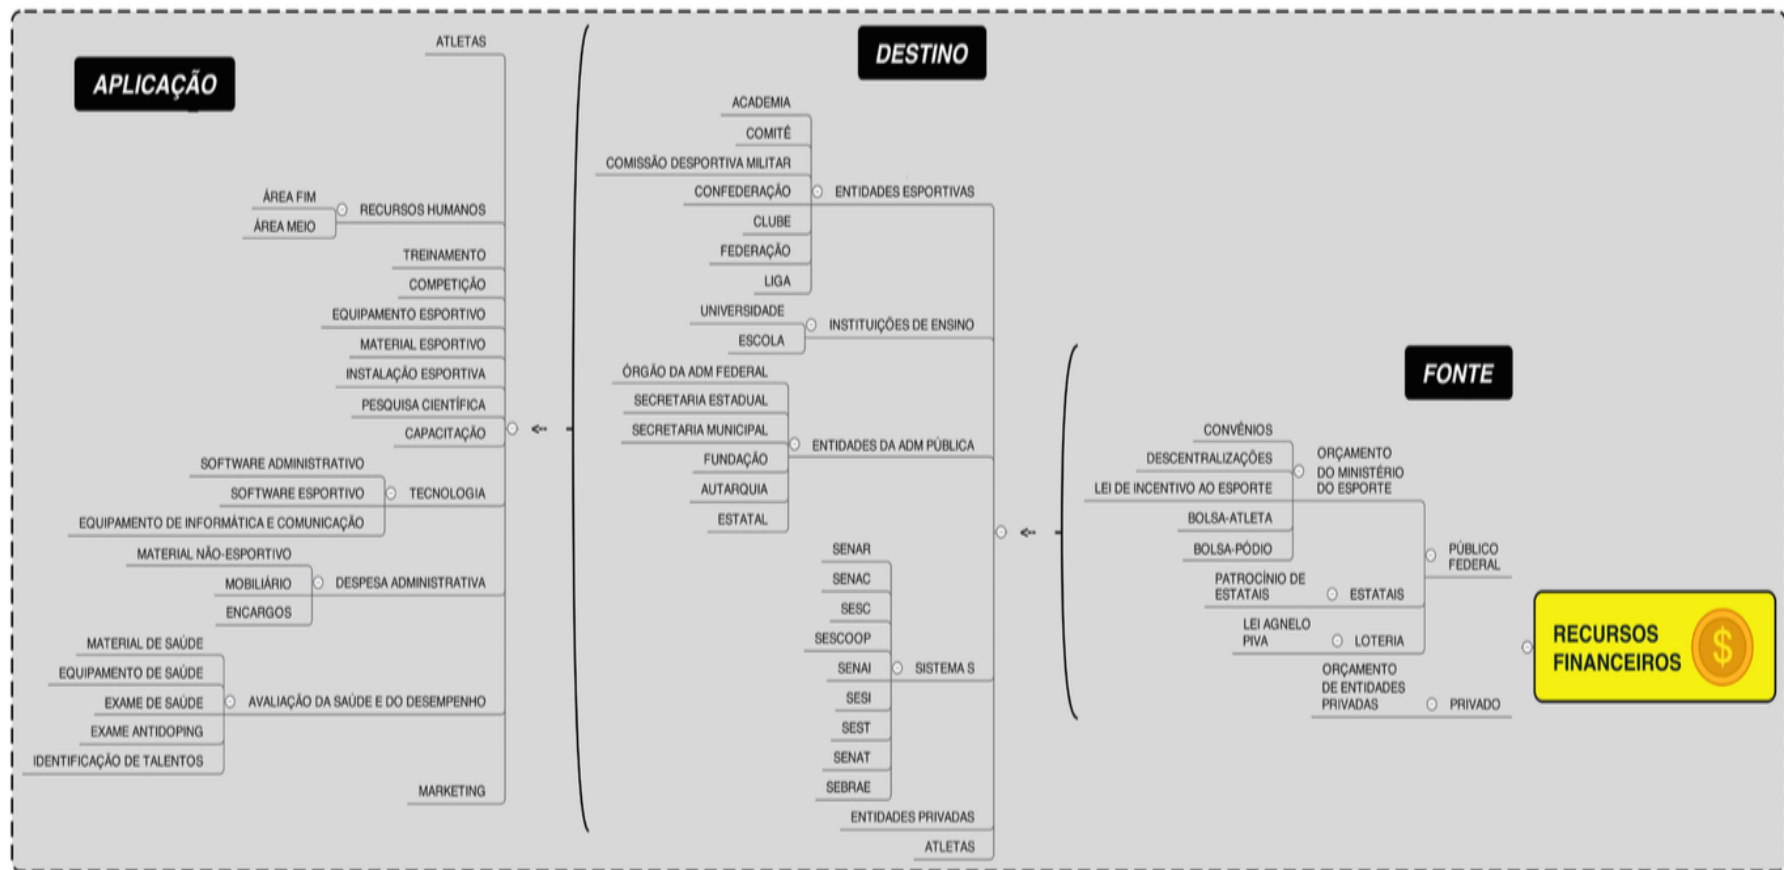 APLICAÇÃO
ATLETAS
ÁREA FIM
ÁREA MEIO
RECURSOS HUMANOS
TREINAMENTO
COMPETIÇÃO
EQUIPAMENTO ESPORTIVO
MATERIAL ESPORTIVO
INSTALAÇÃO ESPORTIVA
PESQUISA CIENTÍFICA
CAPACITAÇÃO
SOFTWARE ADMINISTRATIVO
SOFTWARE ESPORTIVO
EQUIPAMENTO DE INFORMÁTICA E COMUNICAÇÃO
TECNOLOGIA
MATERIAL NÃO-ESPORTIVO
MOBILIÁRIO
ENCARGOS
DESPESA ADMINISTRATIVA
MATERIAL DE SAÚDE
EQUIPAMENTO DE SAÚDE
EXAME DE SAÚDE
EXAME ANTIDOPING
IDENTIFICAÇÃO DE TALENTOS
AVALIAÇÃO DA SAÚDE E DO DESEMPENHO
MARKETING
DESTINO
ACADEMIA
COMITÊ
COMISSÃO DESPORTIVA MILITAR
CONFEDERAÇÃO
CLUBE
FEDERAÇÃO
LIGA
ENTIDADES ESPORTIVAS
UNIVERSIDADE
ESCOLA
INSTITUIÇÕES DE ENSINO
ÓRGÃO DA ADM FEDERAL
SECRETARIA ESTADUAL
SECRETARIA MUNICIPAL
FUNDAÇÃO
AUTARQUIA
ESTATAL
ENTIDADES DA ADM PÚBLICA
SENAR
SENAC
SESC
SESCOOP
SENAI
SESI
SEST
SENAT
SEBRAE
SISTEMA S
ENTIDADES PRIVADAS
ATLETAS
FONTE
CONVÊNIOS
DESCENTRALIZAÇÕES
LEI DE INCENTIVO AO ESPORTE
BOLSA-ATLETA
BOLSA-PÓDIO
ORÇAMENTO
DO MINISTÉRIO
DO ESPORTE
PATROCÍNIO DE
ESTATAIS
ESTATAIS
LEI AGNELO
PIVA
LOTERIA
PÚBLICO
FEDERAL
ORÇAMENTO
DE ENTIDADES
PRIVADAS
PRIVADO
RECURSOS
FINANCEIROS
$